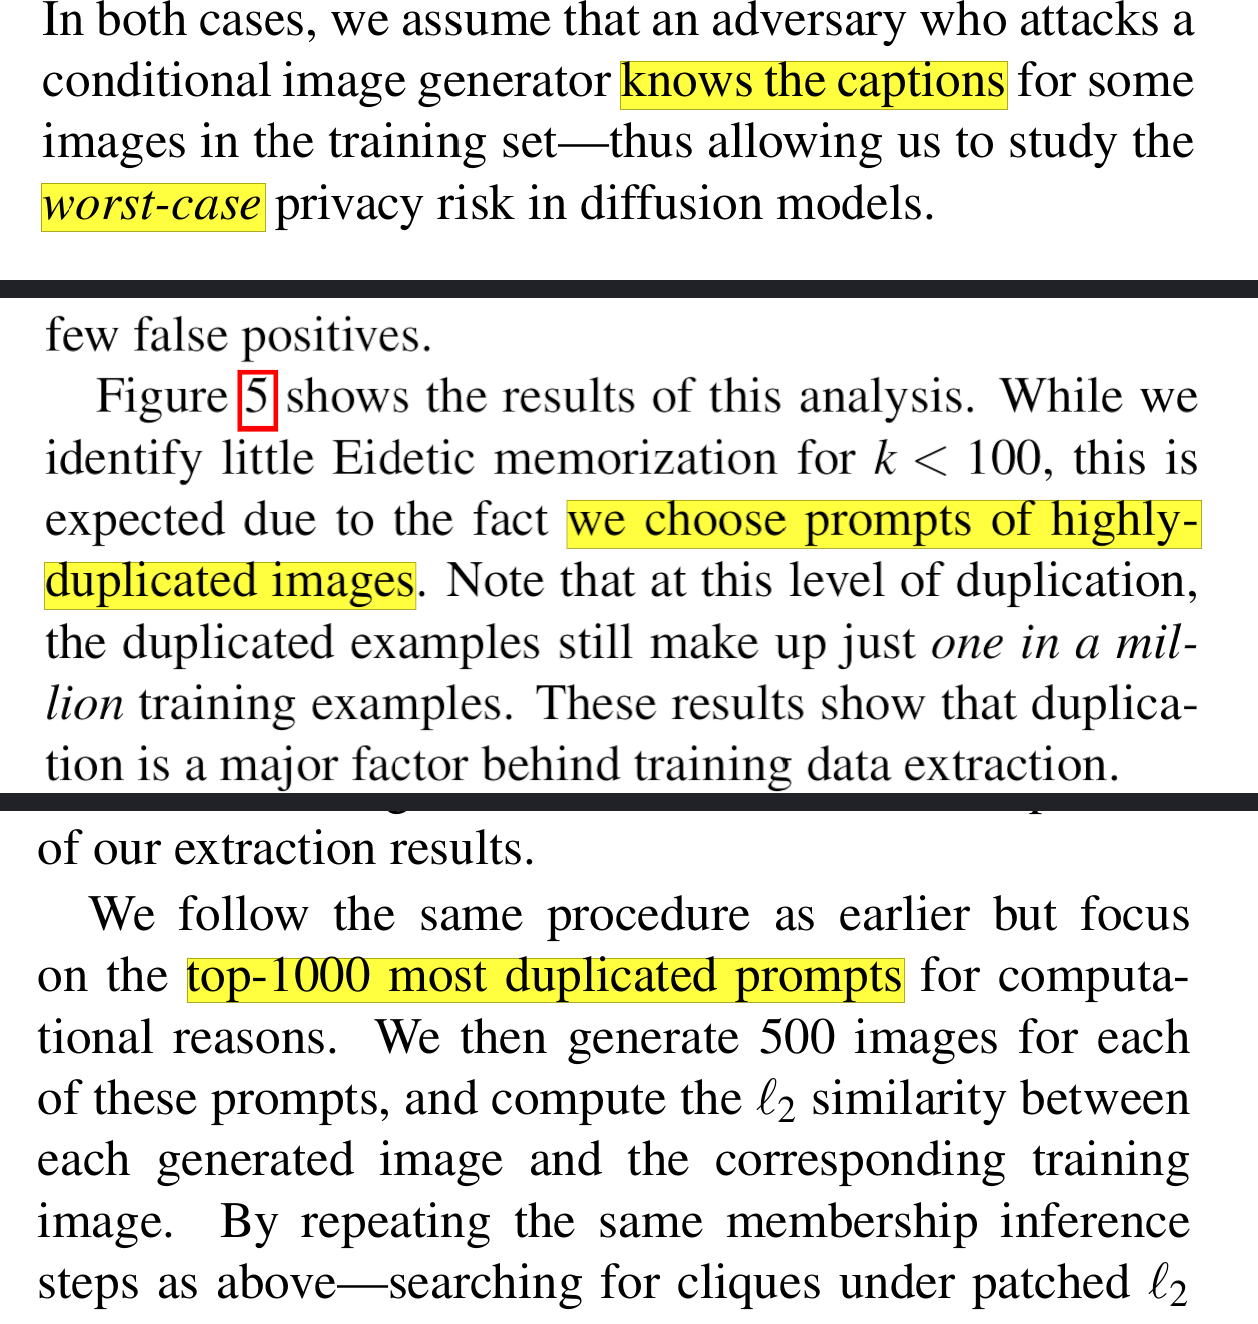 In both cases, we assume that an adversary who attacks a
conditional image generator knows the captions for some
images in the training set—thus allowing us to study the
worst-case privacy risk in diffusion models.
few false positives.
Figure 5 shows the results of this analysis. While we
identify little Eidetic memorization for k < 100, this is
expected due to the fact we choose prompts of highly-
duplicated images. Note that at this level of duplication,
the duplicated examples still make up just one in a mil-
lion training examples. These results show that duplica-
tion is a major factor behind training data extraction.
of our extraction results.
We follow the same procedure as earlier but focus
on the top-1000 most duplicated prompts for computa-
tional reasons. We then generate 500 images for each
of these prompts, and compute the ℓ₂ similarity between
each generated image and the corresponding training
image. By repeating the same membership inference
steps as above—searching for cliques under patched ℓ₂